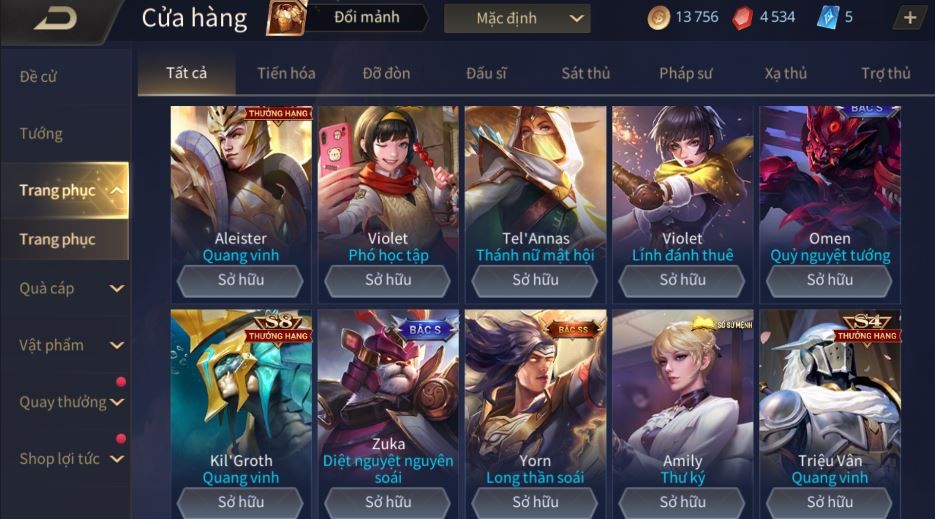 Cửa hàng
Đổi mảnh
Mặc định
13 756
4 534
5
+
Đề cử
Tướng
Trang phục
Trang phục
Quà cáp
Vật phẩm
Quay thưởng
Shop lợi tức
Tất cả
Tiến hóa
Đỡ đòn
Đấu sĩ
Sát thủ
Pháp sư
Xạ thủ
Trợ thủ
THƯỞNG HẠNG
Aleister
Quang vinh
Sở hữu
Violet
Phó học tập
Sở hữu
Tel'Annas
Thánh nữ mật hội
Sở hữu
Violet
Lính đánh thuê
Sở hữu
BẬC S
Omen
Quỷ nguyệt tướng
Sở hữu
S8
THƯỞNG HẠNG
Kil'Groth
Quang vinh
Sở hữu
BẬC S
Zuka
Diệt nguyệt nguyên
soái
Sở hữu
BẬC SS
Yorn
Long thần soái
Sở hữu
SỔ SỨ MỆNH
Amily
Thư ký
Sở hữu
S4
THƯỞNG HẠNG
Triệu Vân
Quang vinh
Sở hữu